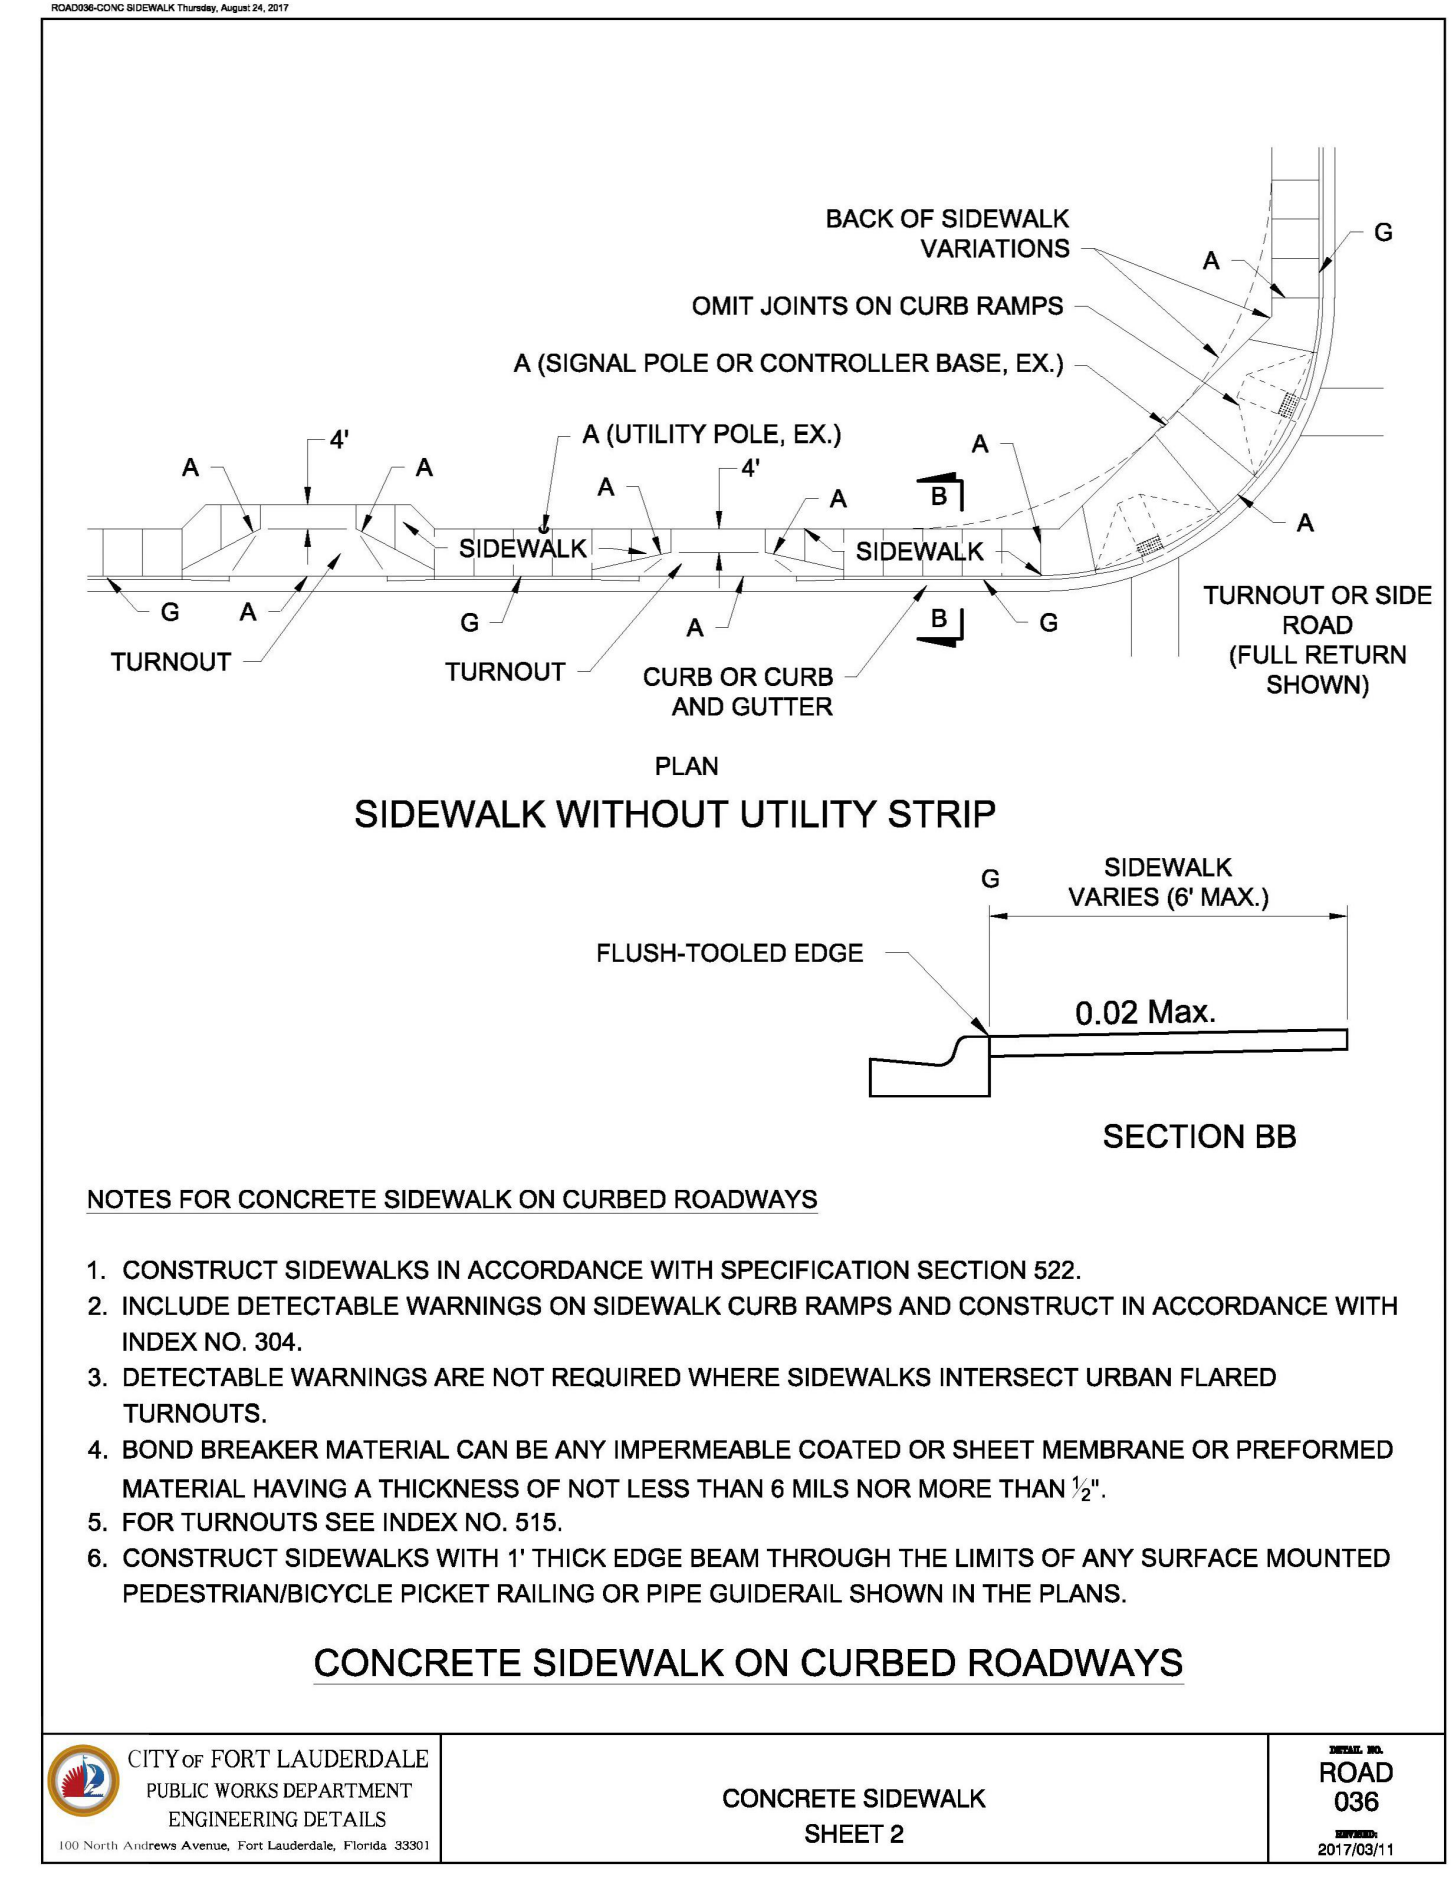 ROAD036-CONC SIDEWALK Thursday, August 24, 2017
BACK OF SIDEWALK
VARIATIONS
G
A
OMIT JOINTS ON CURB RAMPS
A (SIGNAL POLE OR CONTROLLER BASE, EX.)
4'
A (UTILITY POLE, EX.)
A
A
A
4'
A
A
B
A
SIDEWALK
SIDEWALK
G
A
G
A
B
G
TURNOUT
TURNOUT
CURB OR CURB
AND GUTTER
TURNOUT OR SIDE
ROAD
(FULL RETURN
SHOWN)
PLAN
SIDEWALK WITHOUT UTILITY STRIP
G
SIDEWALK
VARIES (6' MAX.)
FLUSH-TOOLED EDGE
0.02 Max.
SECTION BB
NOTES FOR CONCRETE SIDEWALK ON CURBED ROADWAYS
1. CONSTRUCT SIDEWALKS IN ACCORDANCE WITH SPECIFICATION SECTION 522.
2. INCLUDE DETECTABLE WARNINGS ON SIDEWALK CURB RAMPS AND CONSTRUCT IN ACCORDANCE WITH
INDEX NO. 304.
3. DETECTABLE WARNINGS ARE NOT REQUIRED WHERE SIDEWALKS INTERSECT URBAN FLARED
TURNOUTS.
4. BOND BREAKER MATERIAL CAN BE ANY IMPERMEABLE COATED OR SHEET MEMBRANE OR PREFORMED
MATERIAL HAVING A THICKNESS OF NOT LESS THAN 6 MILS NOR MORE THAN ½".
5. FOR TURNOUTS SEE INDEX NO. 515.
6. CONSTRUCT SIDEWALKS WITH 1' THICK EDGE BEAM THROUGH THE LIMITS OF ANY SURFACE MOUNTED
PEDESTRIAN/BICYCLE PICKET RAILING OR PIPE GUIDERAIL SHOWN IN THE PLANS.
CONCRETE SIDEWALK ON CURBED ROADWAYS
CITY OF FORT LAUDERDALE
PUBLIC WORKS DEPARTMENT
ENGINEERING DETAILS
100 North Andrews Avenue, Fort Lauderdale, Florida 33301
CONCRETE SIDEWALK
SHEET 2
DETAIL NO.
ROAD
036
REVISED:
2017/03/11